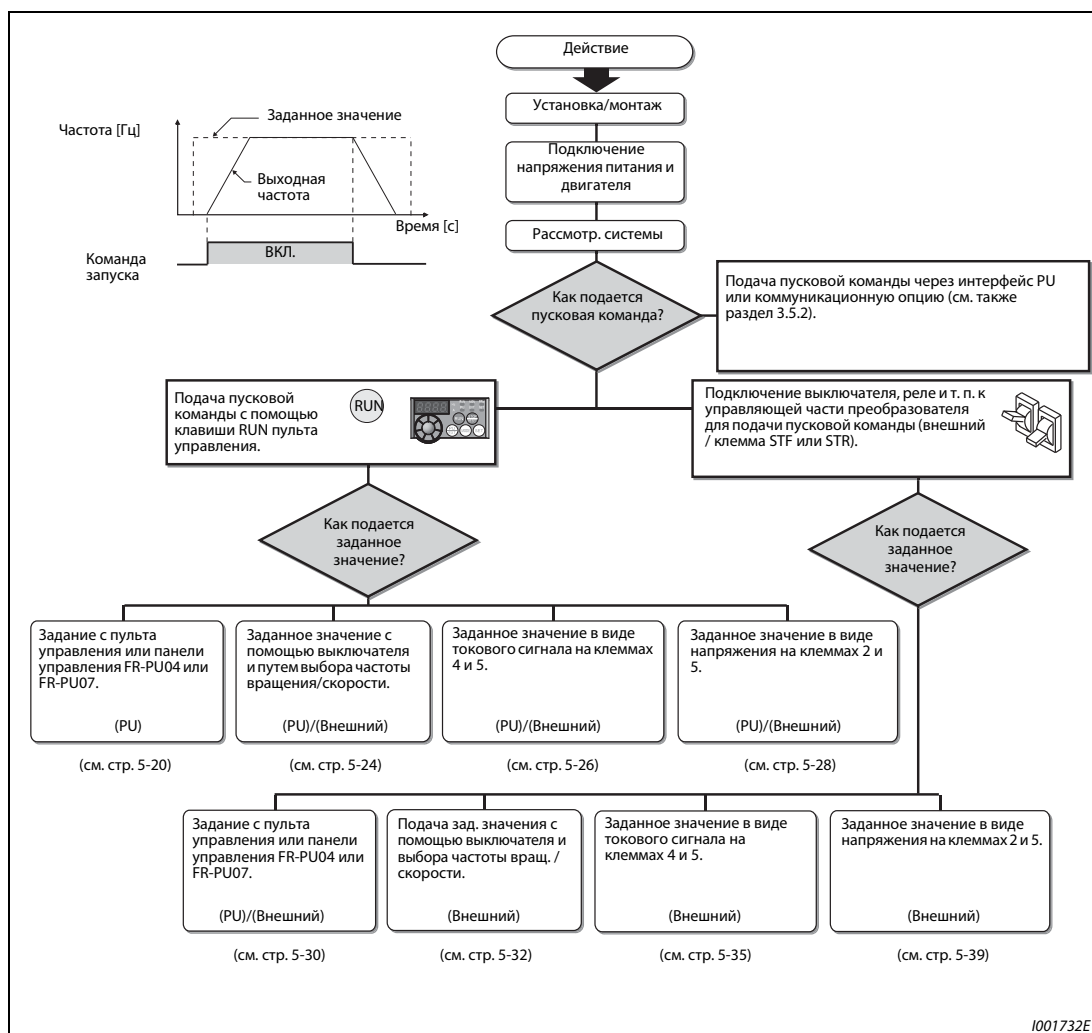 Действие
Установка/монтаж
Подключение
напряжения питания и
двигателя
Рассмотр. системы
Частота [Гц]
Заданное значение
Выходная
частота
Время [с]
Команда
запуска
ВКЛ.
Как подается
пусковая команда?
Подача пусковой команды через интерфейс PU
или коммуникационную опцию (см. также
раздел 3.5.2).
Подача пусковой
команды с помощью
клавиши RUN пульта
управления.
RUN
Подключение выключателя, реле и т. п. к
управляющей части преобразователя
для подачи пусковой команды (внешний
/ клемма STF или STR).
Как подается
заданное
значение?
Как подается
заданное
значение?
Задание с пульта
управления или панели
управления FR-PU04 или
FR-PU07.
(PU)
(см. стр. 5-20)
Заданное значение с
помощью выключателя
и путем выбора частоты
вращения/скорости.
(PU)/(Внешний)
(см. стр. 5-24)
Заданное значение в виде
токового сигнала на клеммах
4 и 5.
(PU)/(Внешний)
(см. стр. 5-26)
Заданное значение в виде
напряжения на клеммах 2 и
5.
(PU)/(Внешний)
(см. стр. 5-28)
Задание с пульта
управления или панели
управления FR-PU04 или
FR-PU07.
(PU)/(Внешний)
(см. стр. 5-30)
Подача зад. значения с
помощью выключателя и
выбора частоты вращ. /
скорости.
(Внешний)
(см. стр. 5-32)
Заданное значение в виде
токового сигнала на
клеммах 4 и 5.
(Внешний)
(см. стр. 5-35)
Заданное значение в виде
напряжения на клеммах 2 и 5.
(Внешний)
(см. стр. 5-39)
I001732E